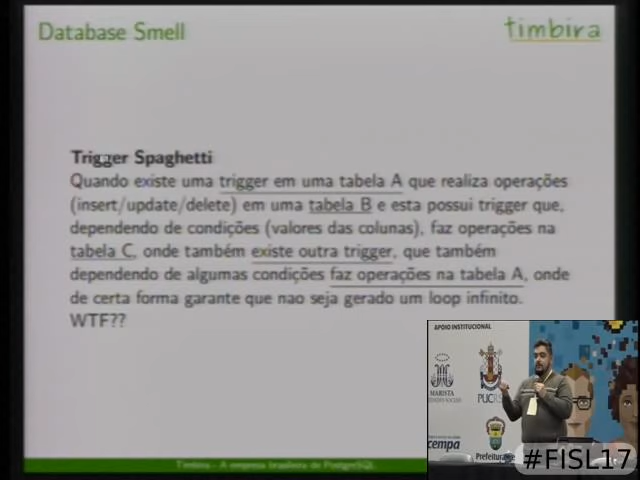 Database Smell
timbira
Trigger Spaghetti
Quando existe uma trigger em uma tabela A que realiza operações
(insert/update/delete) em uma tabela B e esta possui trigger que,
dependendo de condições (valores das colunas), faz operações na
tabela C, onde também existe outra trigger, que também
dependendo de algumas condições faz operações na tabela A, onde
de certa forma garante que nao seja gerado um loop infinito.
WTF??
Timbira - A empresa brasileira de PostgreSQL
APOIO INSTITUCIONAL
MARISTA
PUCRS
cempa
Prefeitura
#FISL17